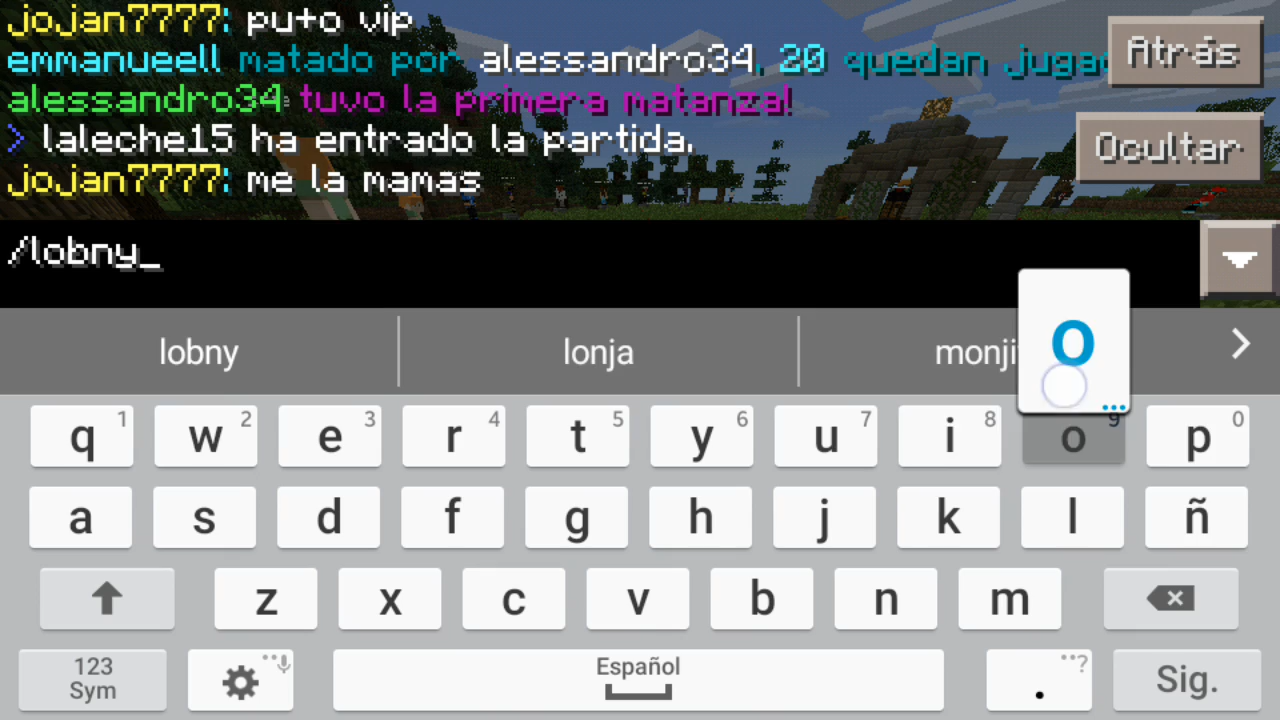 jojan7777: puto vip
emmanueell matado por alessandro34. 20 quedan jugad
Atrás
alessandro34 tuvo la primera matanza!
> laleche15 ha entrado la partida.
Ocultar
jojan7777: me la mamas
/lobny_
lobny lonja monji
o
q 1 w 2 e 3 r 4 t 5 y 6 u 7 i 8 o 9 p 0
a s d f g h j k l ñ
z x c v b n m
123 Sym Español . ? Sig.